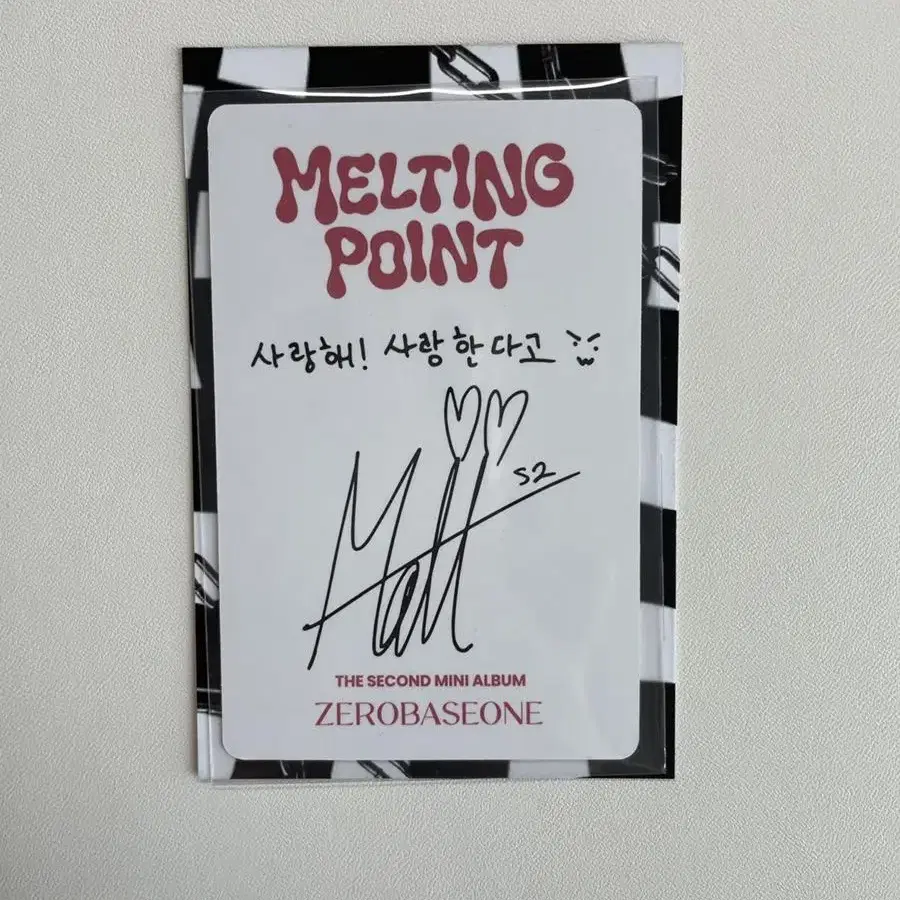 MELTING
POINT
사랑해! 사랑한다고
Matt
S2
THE SECOND MINI ALBUM
ZEROBASEONE